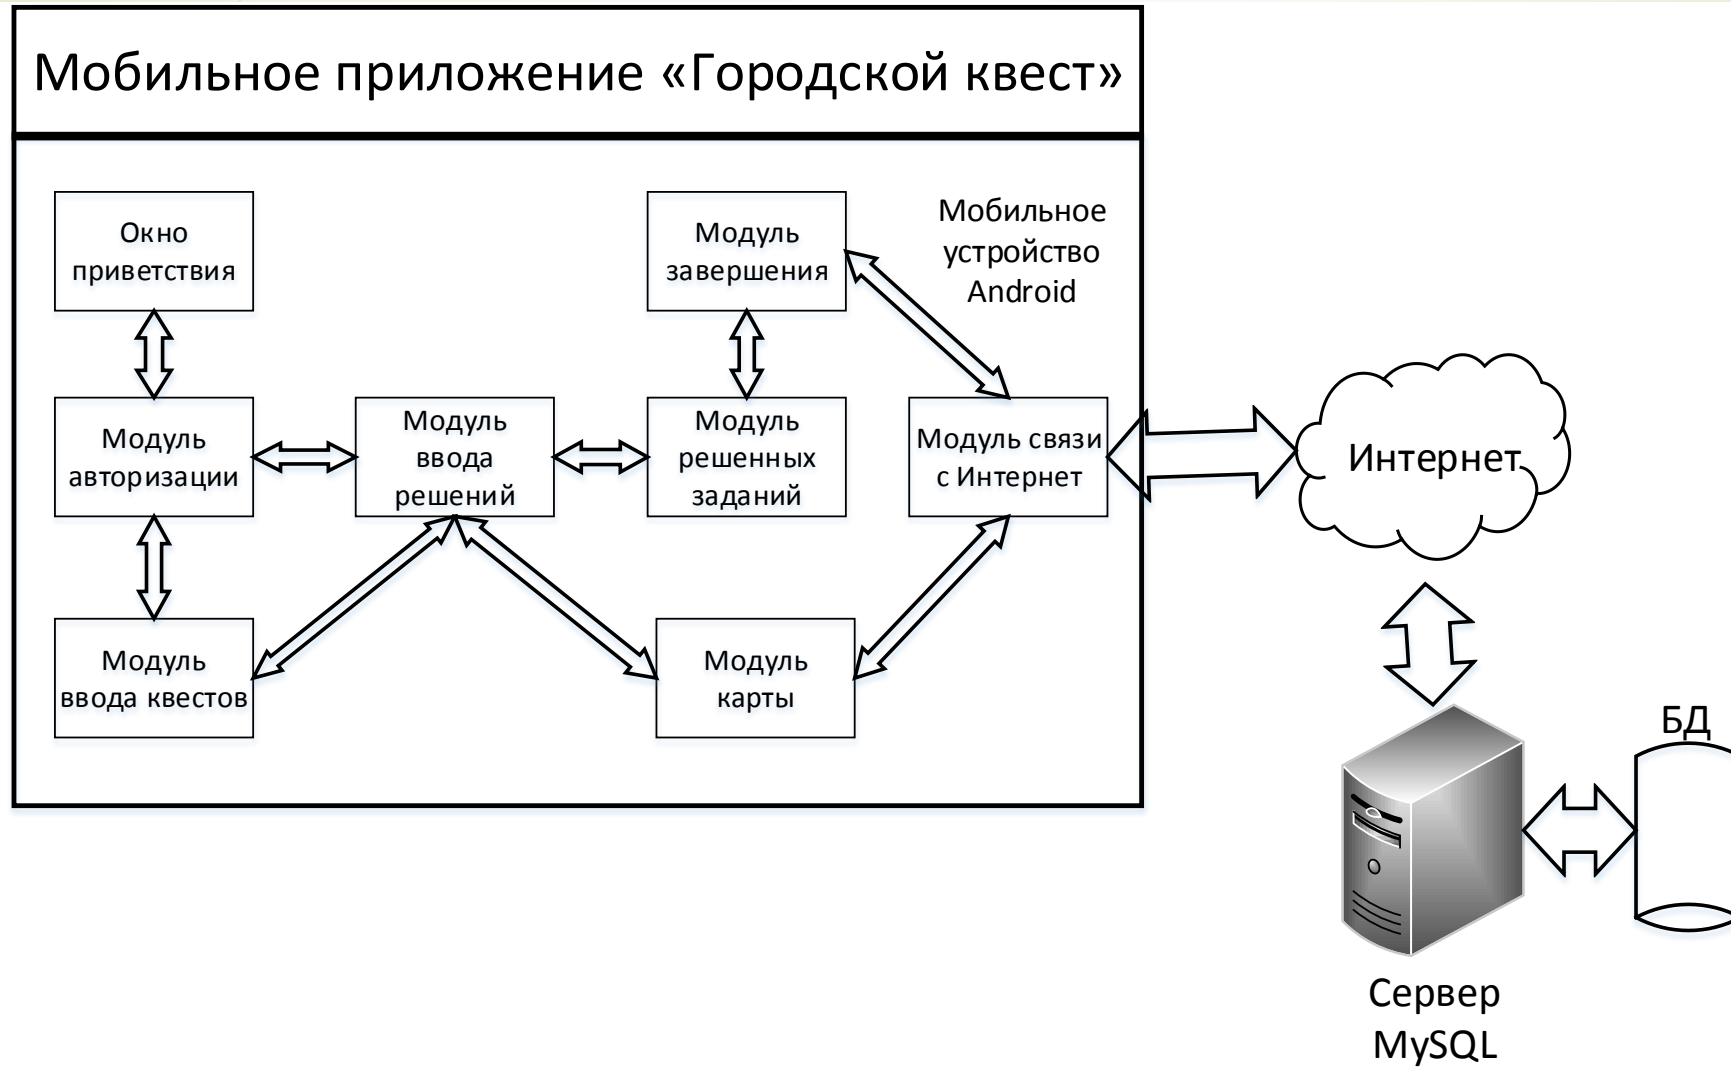 Мобильное приложение «Городской квест»
Окно
приветствия
Модуль
завершения
Мобильное
устройство
Android
Модуль
авторизации
Модуль
ввода
решений
Модуль
решенных
заданий
Модуль связи
с Интернет
Интернет
Модуль
ввода квестов
Модуль
карты
БД
Сервер
MySQL